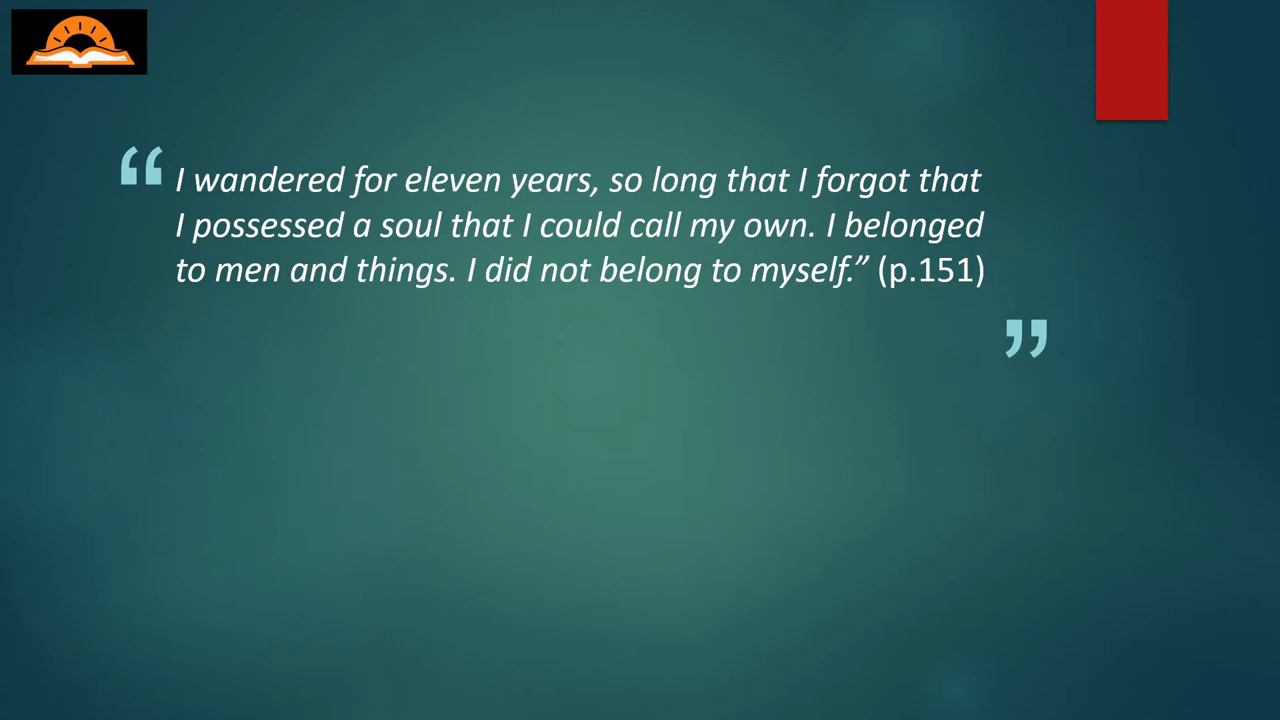 “ I wandered for eleven years, so long that I forgot that
I possessed a soul that I could call my own. I belonged
to men and things. I did not belong to myself.” (p.151)
”